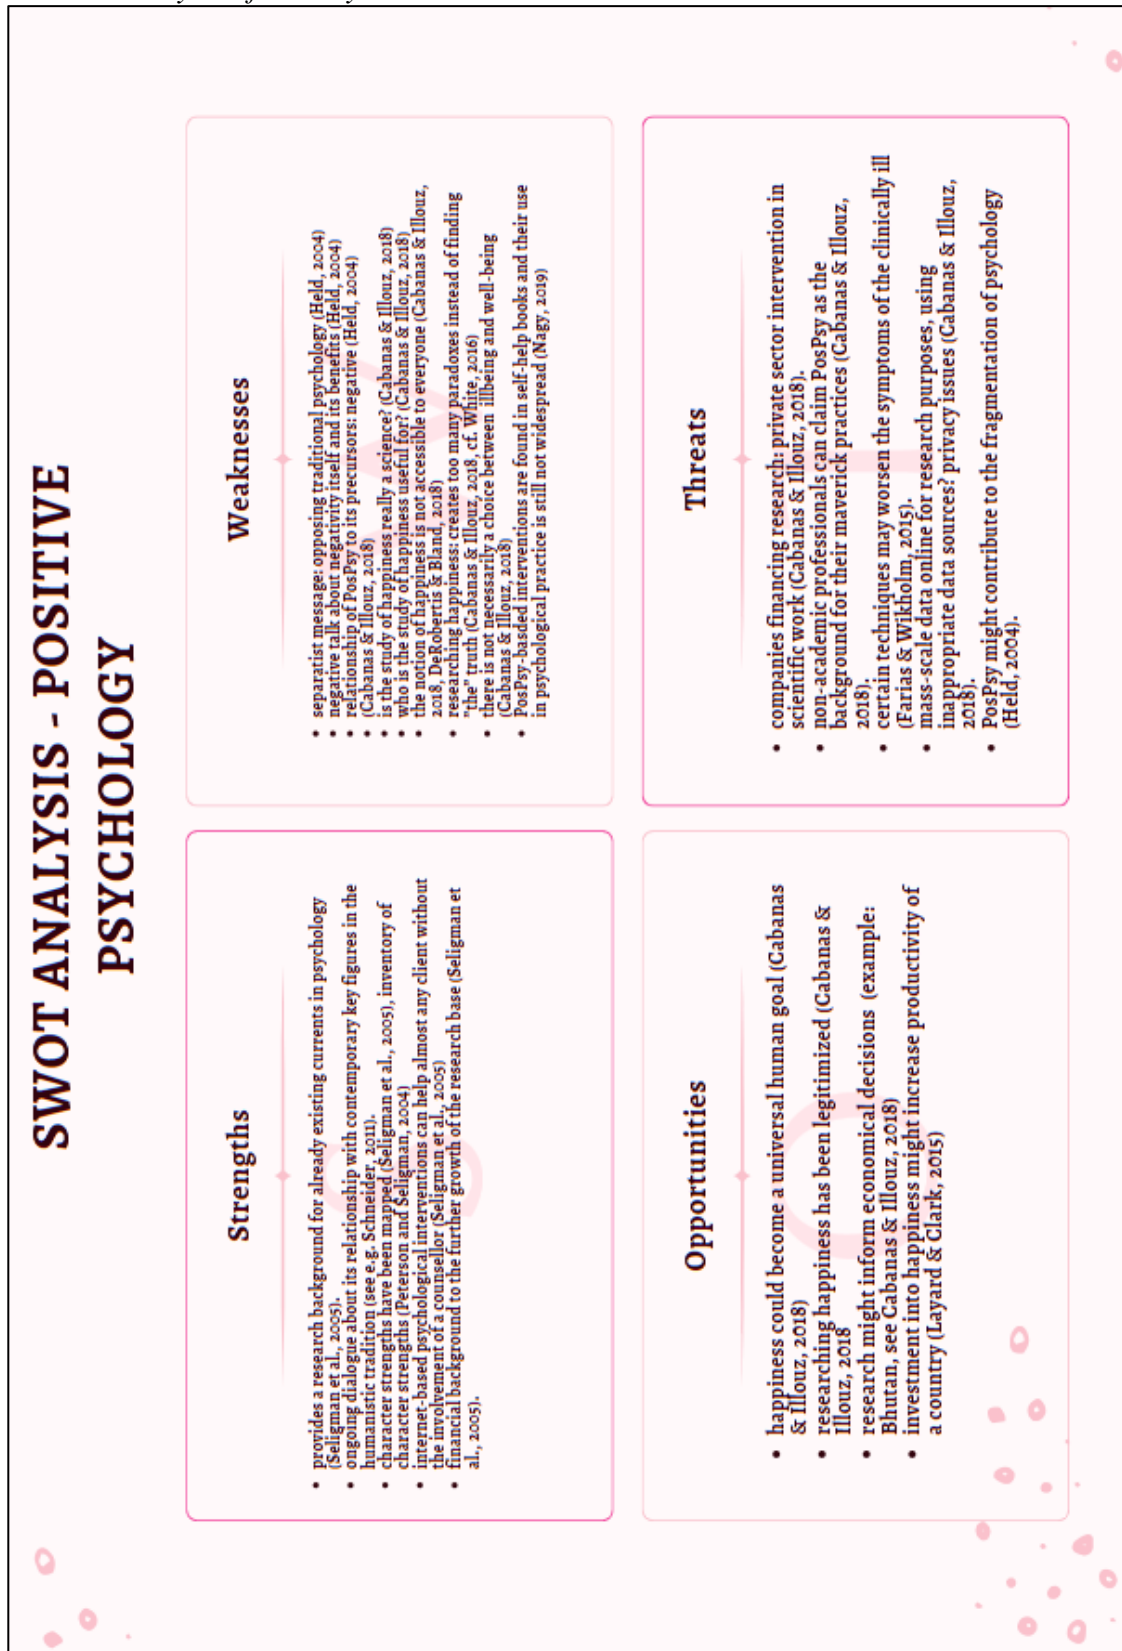 SWOT ANALYSIS - POSITIVE
PSYCHOLOGY
Strengths
S
• provides a research background for already existing currents in psychology
(Seligman et al., 2005).
• ongoing dialogue about its relationship with contemporary key figures in the
humanistic tradition (see e.g. Schneider, 2011).
• character strengths have been mapped (Seligman et al., 2005), inventory of
character strengths (Peterson and Seligman, 2004)
• internet-based psychological interventions can help almost any client without
the involvement of a counsellor (Seligman et al., 2005)
• financial background to the further growth of the research base (Seligman et
al., 2005).
Weaknesses
W
• separatist message: opposing traditional psychology (Held, 2004)
• negative talk about negativity itself and its benefits (Held, 2004)
• relationship of PosPsy to its precursors: negative (Held, 2004)
• (Cabanas & Illouz, 2018)
• is the study of happiness really a science? (Cabanas & Illouz, 2018)
• who is the study of happiness useful for? (Cabanas & Illouz, 2018)
• the notion of happiness is not accessible to everyone (Cabanas & Illouz,
2018, DeRobertis & Bland, 2018)
• researching happiness: creates too many paradoxes instead of finding
"the" truth (Cabanas & Illouz, 2018, cf. White, 2016)
• there is not necessarily a choice between illbeing and well-being
(Cabanas & Illouz, 2018)
• PosPsy-basded interventions are found in self-help books and their use
in psychological practice is still not widespread (Nagy, 2019)
Opportunities
O
• happiness could become a universal human goal (Cabanas
& Illouz, 2018)
• researching happiness has been legitimized (Cabanas &
Illouz, 2018
• research might inform economical decisions (example:
Bhutan, see Cabanas & Illouz, 2018)
• investment into happiness might increase productivity of
a country (Layard & Clark, 2015)
Threats
T
• companies financing research: private sector intervention in
scientific work (Cabanas & Illouz, 2018).
• non-academic professionals can claim PosPsy as the
background for their maverick practices (Cabanas & Illouz,
2018).
• certain techniques may worsen the symptoms of the clinically ill
(Farias & Wikholm, 2015).
• mass-scale data online for research purposes, using
inappropriate data sources? privacy issues (Cabanas & Illouz,
2018).
• PosPsy might contribute to the fragmentation of psychology
(Held, 2004).